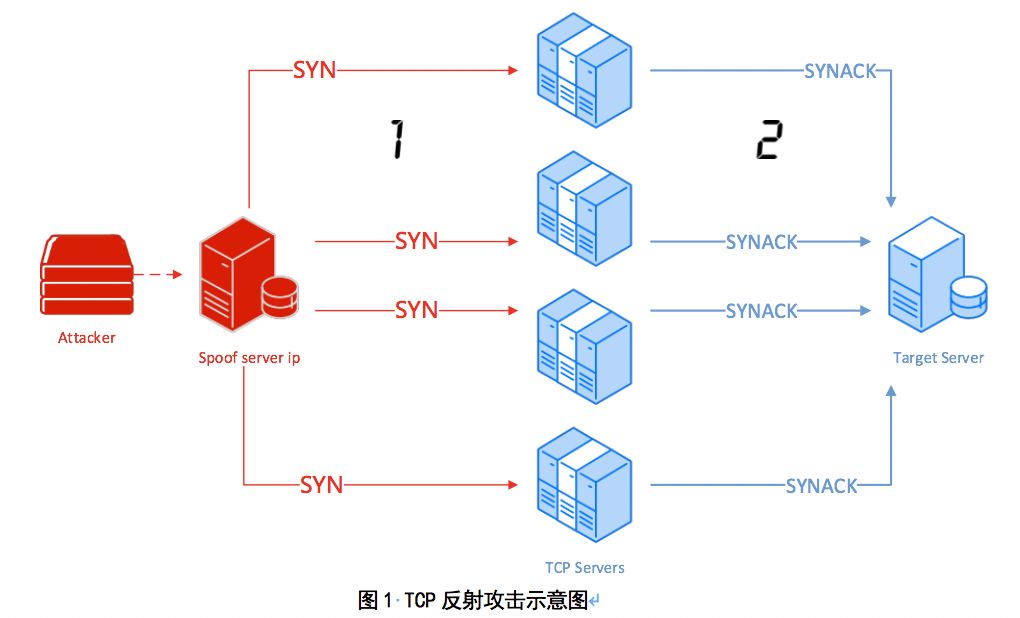 SYN
SYNACK
1
2
SYN
SYNACK
SYN
SYNACK
Attacker
Spoof server ip
Target Server
SYN
SYNACK
TCP Servers
图1·TCP 反射攻击示意图↵